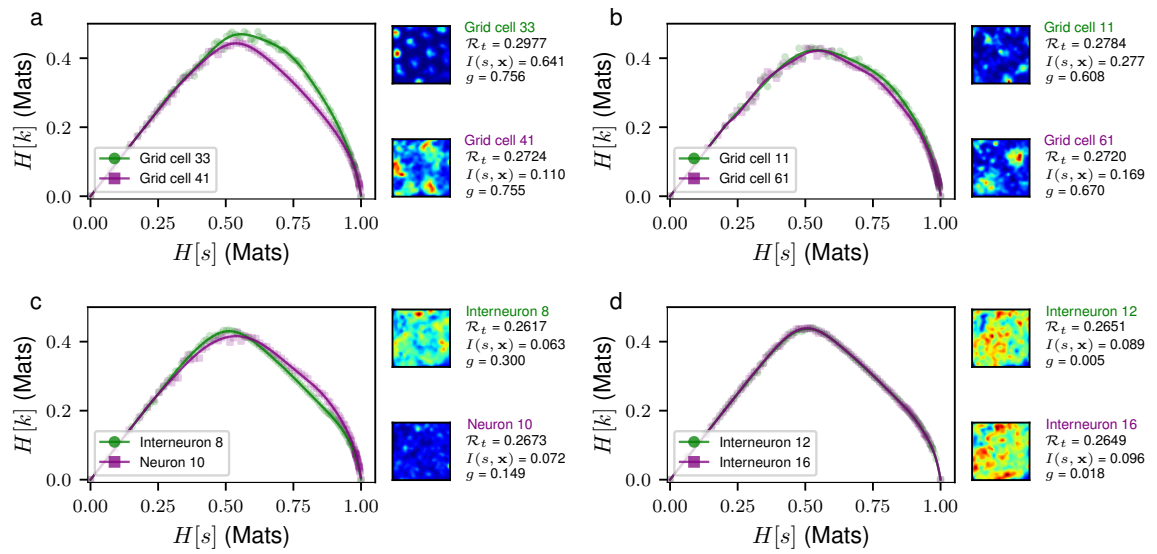 a
H[k] (Mats)
0.4
0.2
0.0
Grid cell 33
Grid cell 41
0.00 0.25 0.50 0.75 1.00
H[s] (Mats)
Grid cell 33
ℛt = 0.2977
I(s, x) = 0.641
g = 0.756
Grid cell 41
ℛt = 0.2724
I(s, x) = 0.110
g = 0.755
b
H[k] (Mats)
0.4
0.2
0.0
Grid cell 11
Grid cell 61
0.00 0.25 0.50 0.75 1.00
H[s] (Mats)
Grid cell 11
ℛt = 0.2784
I(s, x) = 0.277
g = 0.608
Grid cell 61
ℛt = 0.2720
I(s, x) = 0.169
g = 0.670
c
H[k] (Mats)
0.4
0.2
0.0
Interneuron 8
Neuron 10
0.00 0.25 0.50 0.75 1.00
H[s] (Mats)
Interneuron 8
ℛt = 0.2617
I(s, x) = 0.063
g = 0.300
Neuron 10
ℛt = 0.2673
I(s, x) = 0.072
g = 0.149
d
H[k] (Mats)
0.4
0.2
0.0
Interneuron 12
Interneuron 16
0.00 0.25 0.50 0.75 1.00
H[s] (Mats)
Interneuron 12
ℛt = 0.2651
I(s, x) = 0.089
g = 0.005
Interneuron 16
ℛt = 0.2649
I(s, x) = 0.096
g = 0.018